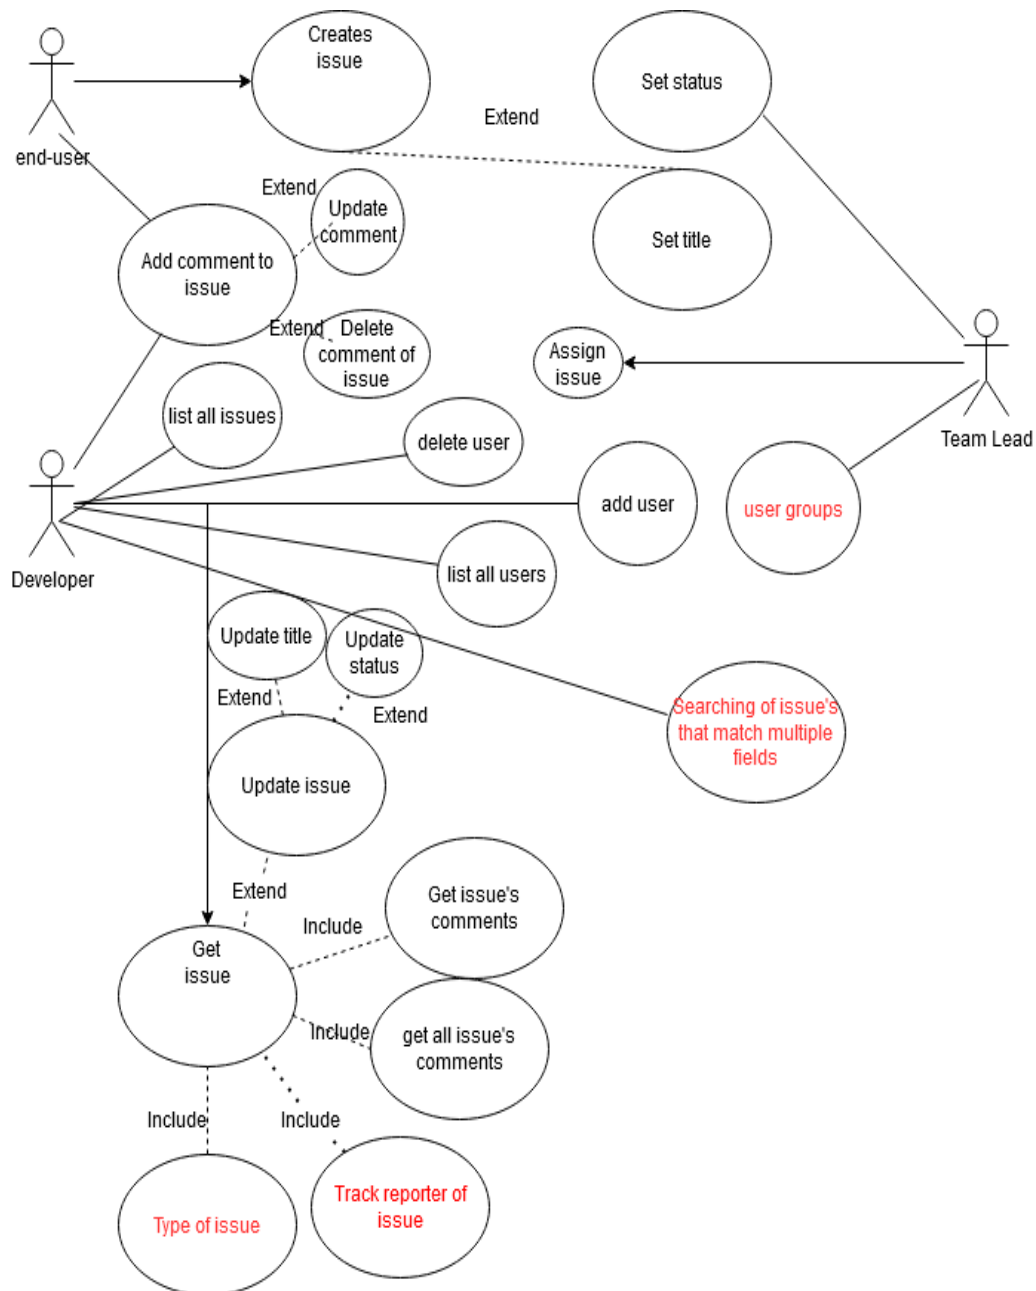 Creates
issue
Set status
Extend
end-user
Extend
Update
comment
Set title
Add comment to
issue
Extend
Delete
comment of
issue
Assign
issue
list all issues
delete user
Team Lead
add user
user groups
Developer
list all users
Update title
Update
status
Extend
Extend
Searching of issue's
that match multiple
fields
Update issue
Extend
Get issue's
comments
Include
Get
issue
Include
get all issue's
comments
Include
Include
Track reporter of
issue
Type of issue